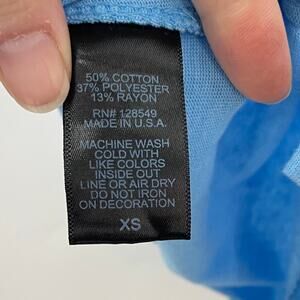 50% COTTON
37% POLYESTER
13% RAYON
RN# 128549
MADE IN U.S.A.
MACHINE WASH
COLD WITH
LIKE COLORS
INSIDE OUT
LINE OR AIR DRY
DO NOT IRON
ON DECORATION
XS